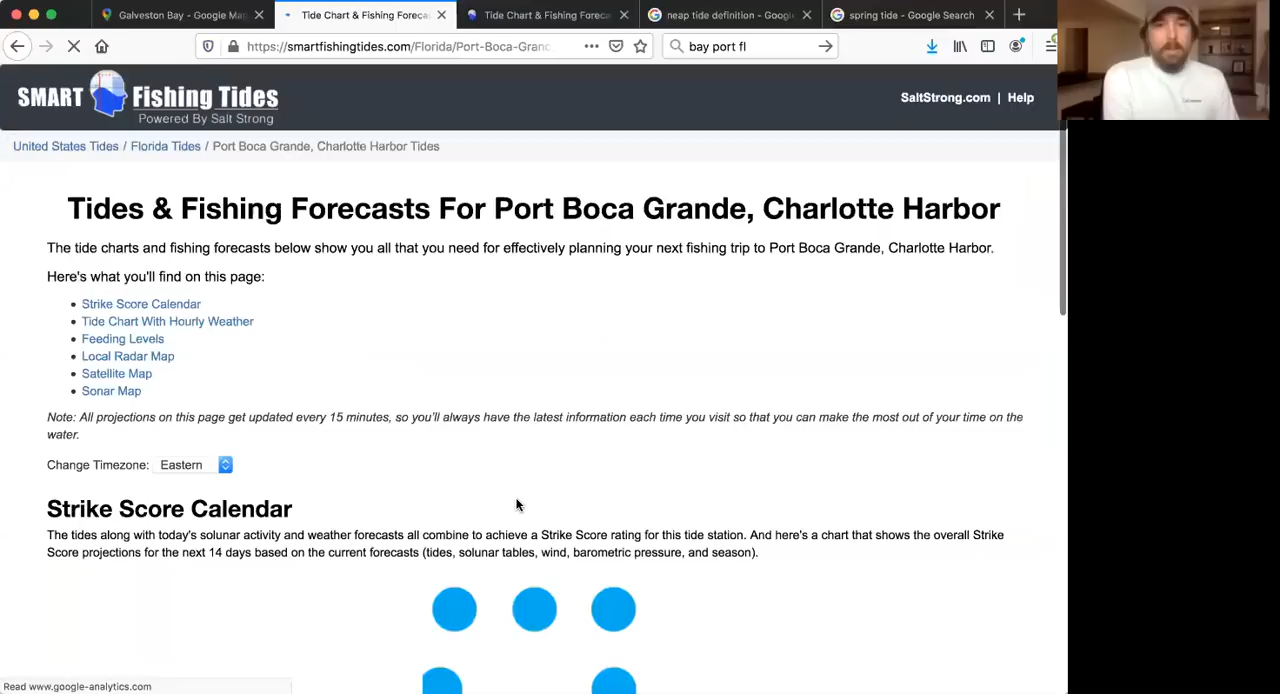 Galveston Bay - Google Ma
Tide Chart & Fishing Foreca
Tide Chart & Fishing Foreca
neap tide definition - Googl
spring tide - Google Search
https://smartfishingtides.com/Florida/Port-Boca-Granc
bay port fl
SMART Fishing Tides
Powered By Salt Strong
SaltStrong.com | Help
United States Tides / Florida Tides / Port Boca Grande, Charlotte Harbor Tides
Tides & Fishing Forecasts For Port Boca Grande, Charlotte Harbor
The tide charts and fishing forecasts below show you all that you need for effectively planning your next fishing trip to Port Boca Grande, Charlotte Harbor.
Here's what you'll find on this page:
Strike Score Calendar
Tide Chart With Hourly Weather
Feeding Levels
Local Radar Map
Satellite Map
Sonar Map
Note: All projections on this page get updated every 15 minutes, so you'll always have the latest information each time you visit so that you can make the most out of your time on the
water.
Change Timezone: Eastern
Strike Score Calendar
The tides along with today's solunar activity and weather forecasts all combine to achieve a Strike Score rating for this tide station. And here's a chart that shows the overall Strike
Score projections for the next 14 days based on the current forecasts (tides, solunar tables, wind, barometric pressure, and season).
Read www.google-analytics.com